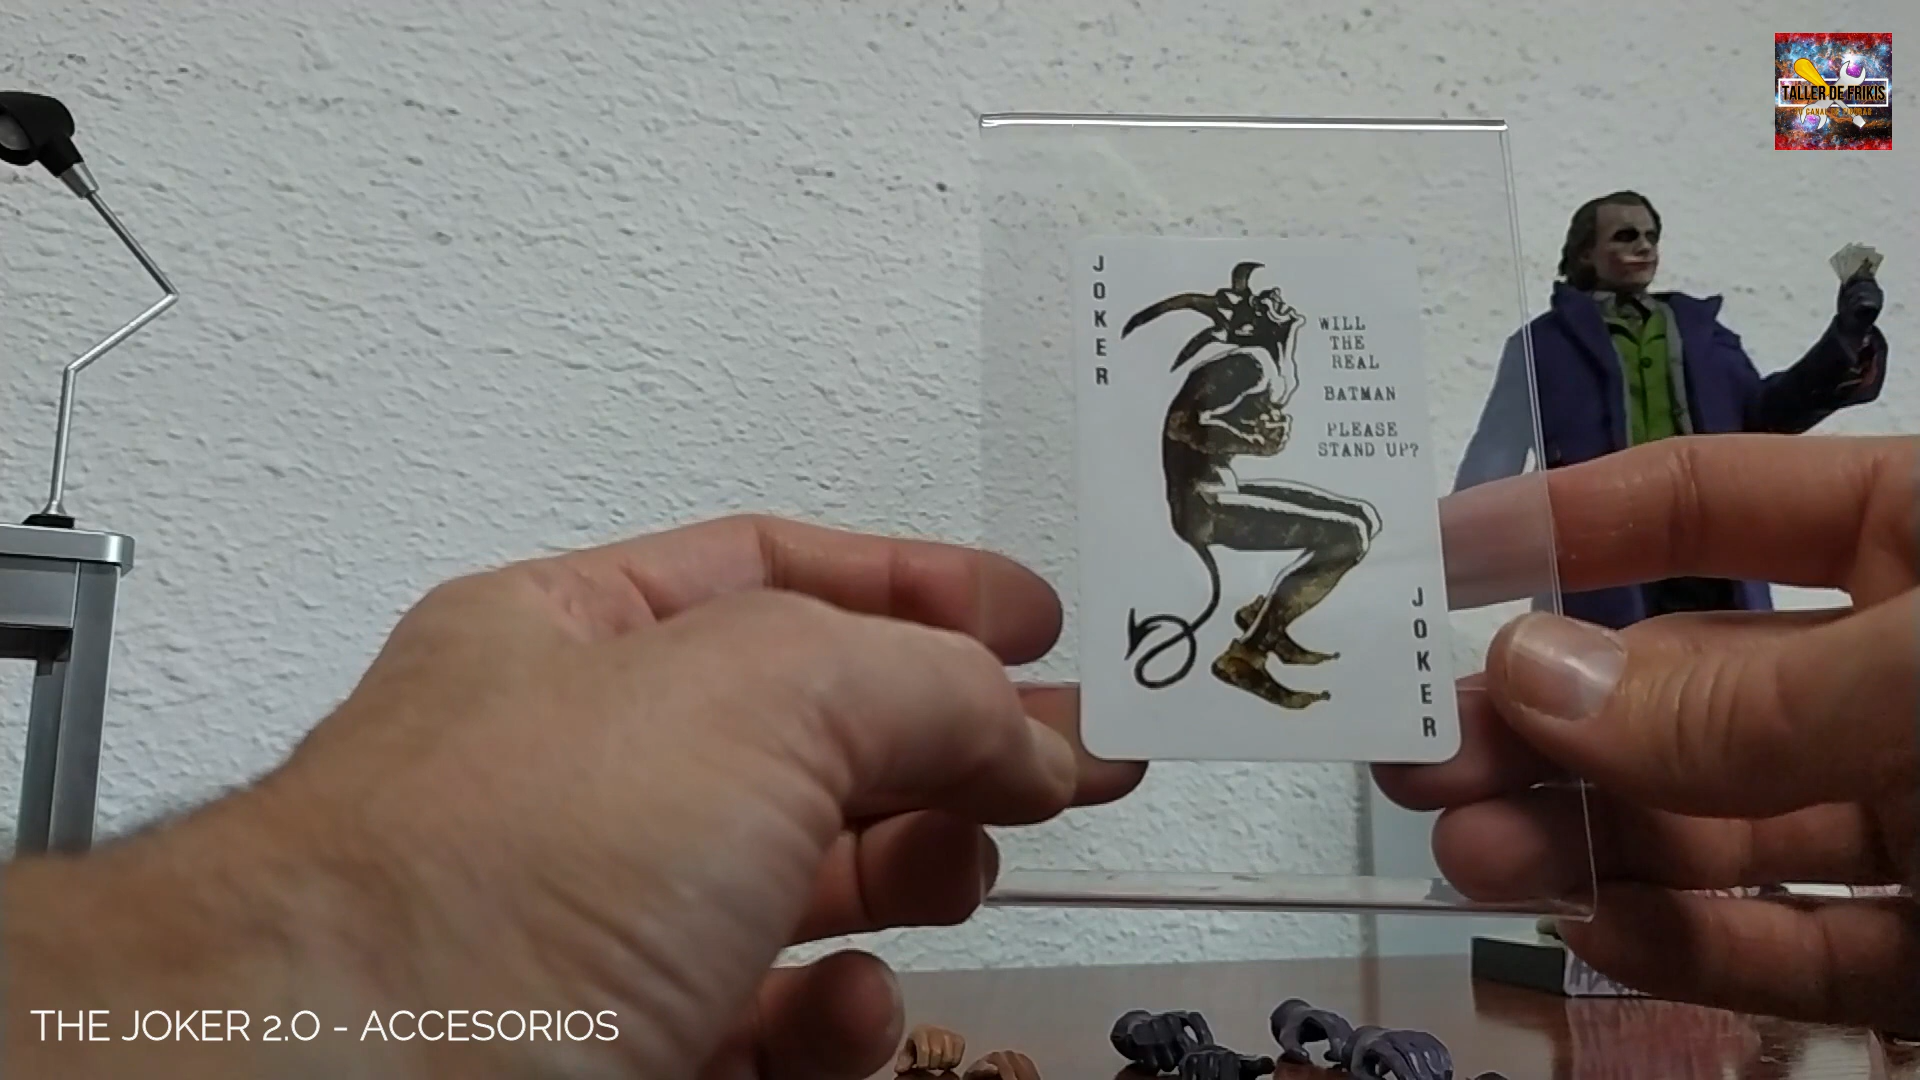 TALLER DE FRIKIS
JOKER
WILL
THE
REAL
BATMAN
PLEASE
STAND UP?
JOKER
THE JOKER 2.0 - ACCESORIOS